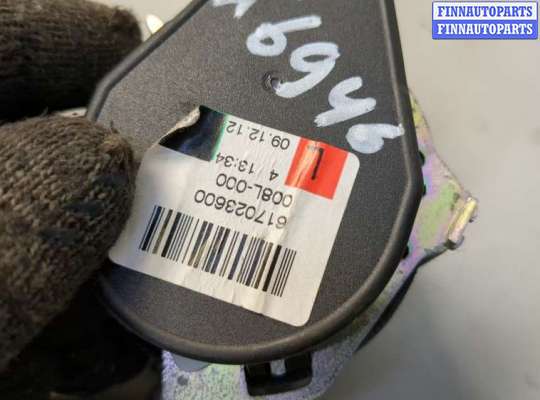 FINNAUTOPARTS
FINNAUTOPARTS
617023600
008L-000
4 13:34
09.12.12
L